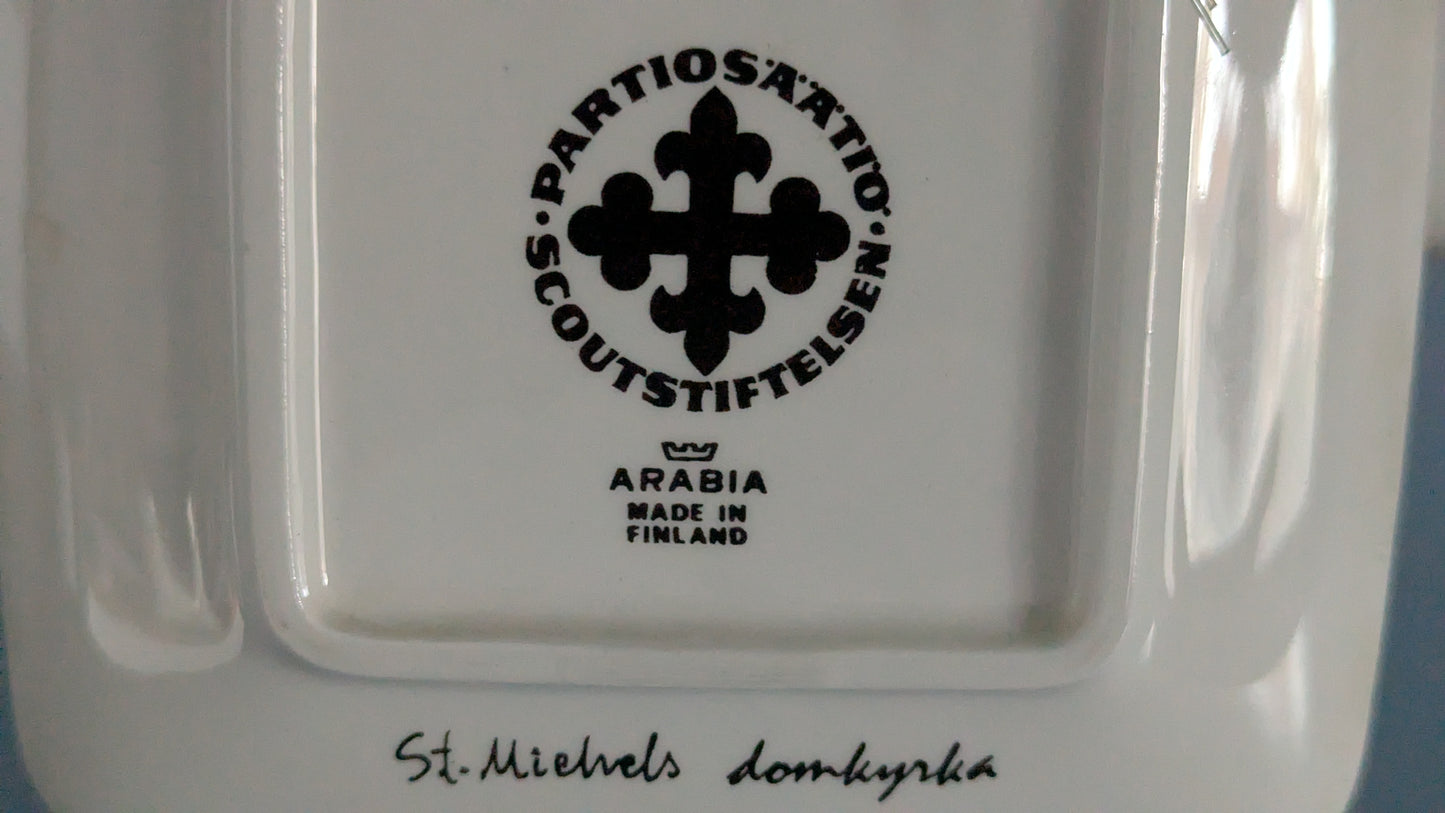 PARTIOSÄÄTIÖ
SCOUTSTIFTELSEN
ARABIA
MADE IN
FINLAND
St. Michels domkyrka